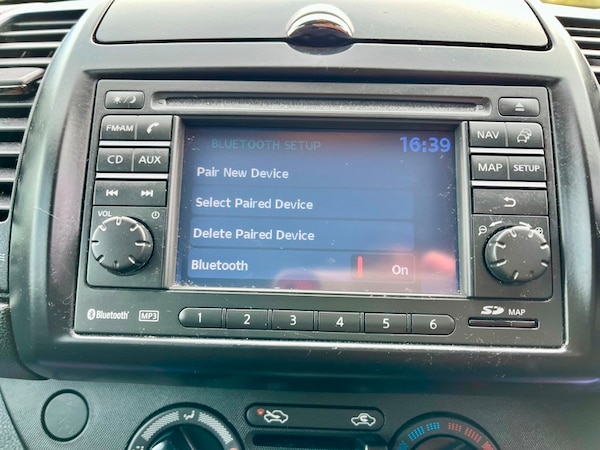 FM·AM
CD
AUX
VOL
BLUETOOTH SETUP
16:39
Pair New Device
Select Paired Device
Delete Paired Device
Bluetooth
On
NAV
MAP
SETUP
Bluetooth
MP3
1
2
3
4
5
6
SD
MAP